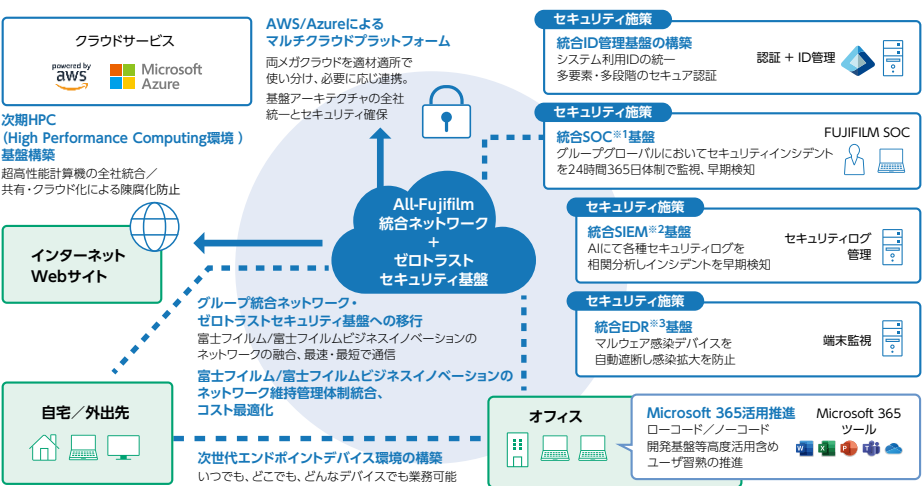 クラウドサービス
powered by
aws
Microsoft
Azure
次期HPC
（High Performance Computing環境 ）
基盤構築
超高性能計算機の全社統合／
共有・クラウド化による陳腐化防止
AWS/Azureによる
マルチクラウドプラットフォーム
両メガクラウドを適材適所で
使い分け、必要に応じ連携。
基盤アーキテクチャの全社
統一とセキュリティ確保
セキュリティ施策
統合ID管理基盤の構築
システム利用IDの統一
多要素・多段階のセキュア認証
認証 + ID管理
セキュリティ施策
統合SOC※1基盤
グループグローバルにおいてセキュリティインシデント
を24時間365日体制で監視、早期検知
FUJIFILM SOC
セキュリティ施策
統合SIEM※2基盤
AIにて各種セキュリティログを
相関分析しインシデントを早期検知
セキュリティログ
管理
セキュリティ施策
統合EDR※3基盤
マルウェア感染デバイスを
自動遮断し感染拡大を防止
端末監視
All-Fujifilm
統合ネットワーク
+
ゼロトラスト
セキュリティ基盤
インターネット
Webサイト
グループ統合ネットワーク・
ゼロトラストセキュリティ基盤への移行
富士フイルム/富士フイルムビジネスイノベーションの
ネットワークの融合、最速・最短で通信
富士フイルム/富士フイルムビジネスイノベーションの
ネットワーク維持管理体制統合、
コスト最適化
自宅／外出先
次世代エンドポイントデバイス環境の構築
いつでも、どこでも、どんなデバイスでも業務可能
オフィス
Microsoft 365活用推進
ローコード／ノーコード
開発基盤等高度活用含め
ユーザ習熟の推進
Microsoft 365
ツール